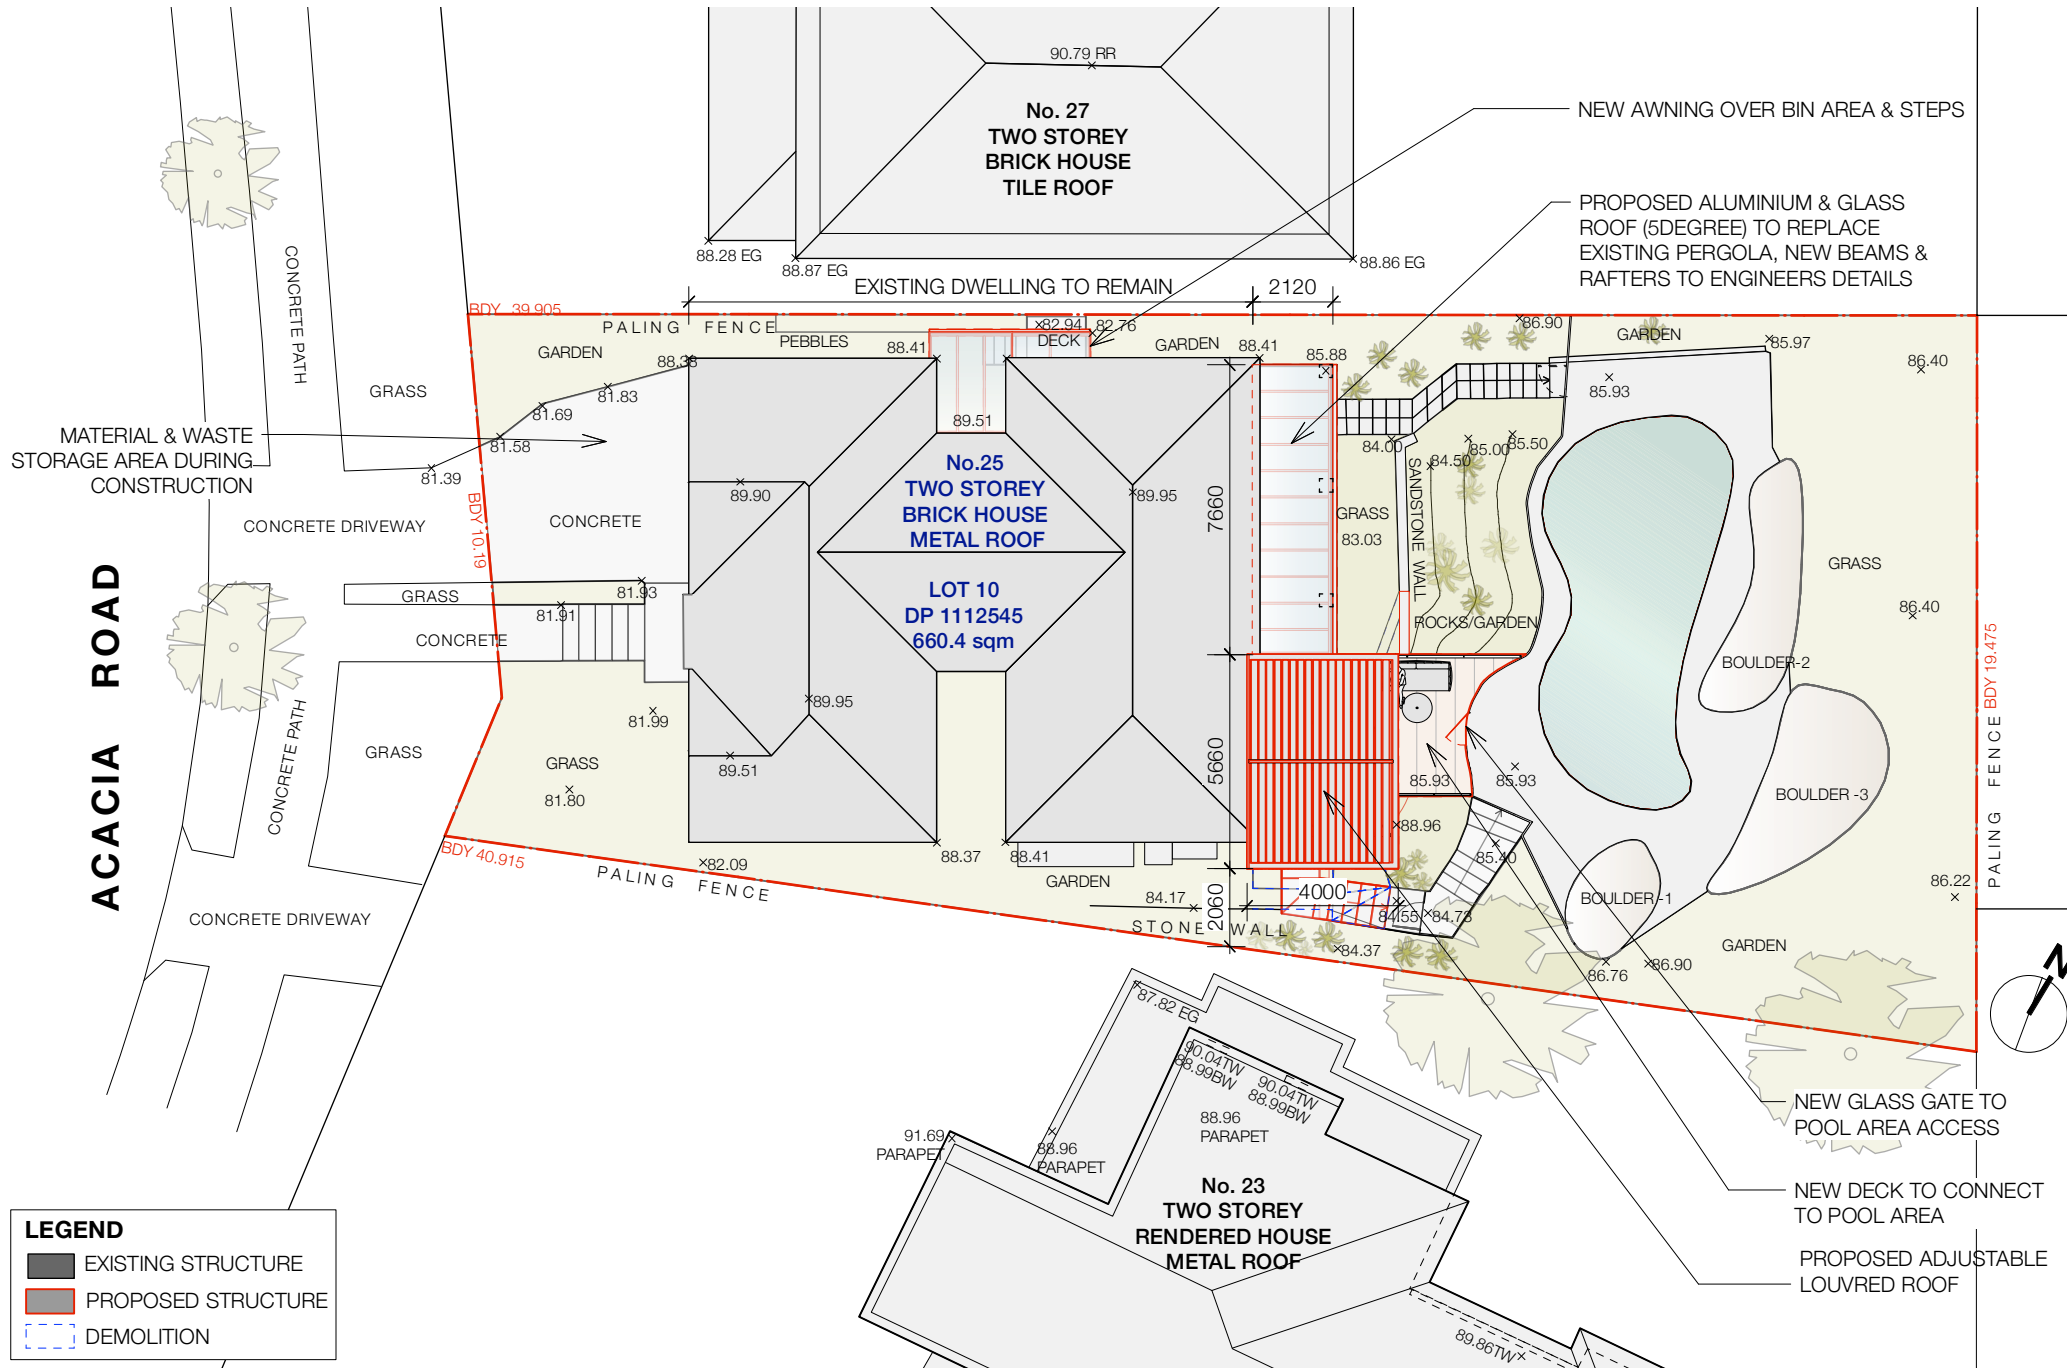 90.79 RR
No. 27
TWO STOREY
BRICK HOUSE
TILE ROOF
NEW AWNING OVER BIN AREA & STEPS
PROPOSED ALUMINIUM & GLASS
ROOF (5DEGREE) TO REPLACE
EXISTING PERGOLA, NEW BEAMS &
RAFTERS TO ENGINEERS DETAILS
88.28 EG
88.87 EG
88.86 EG
EXISTING DWELLING TO REMAIN
2120
BDY 39.905
PALING FENCE
PEBBLES
82.94
82.76
DECK
GARDEN
GARDEN
88.38
88.41
88.41
85.88
86.90
GARDEN
85.97
86.40
85.93
CONCRETE PATH
GRASS
81.83
81.69
81.58
81.39
MATERIAL & WASTE
STORAGE AREA DURING
CONSTRUCTION
CONCRETE DRIVEWAY
BDY 10.19
CONCRETE
89.51
89.90
89.95
No.25
TWO STOREY
BRICK HOUSE
METAL ROOF
LOT 10
DP 1112545
660.4 sqm
7660
GRASS
83.03
84.00
84.50
85.00
85.50
SANDSTONE WALL
ROCKS/GARDEN
GRASS
86.40
ACACIA ROAD
GRASS
81.93
81.91
CONCRETE
BOULDER-2
BDY 19.475
PALING FENCE
81.99
89.95
89.51
CONCRETE PATH
GRASS
GRASS
81.80
5660
85.93
85.93
BOULDER -3
88.96
85.40
BDY 40.915
82.09
PALING FENCE
88.37
88.41
GARDEN
84.17
STONE WALL
2060
4000
84.55
84.73
84.37
BOULDER -1
86.22
GARDEN
86.76
86.90
CONCRETE DRIVEWAY
N
87.82 EG
90.04TW
88.99BW
90.04TW
88.99BW
88.96
PARAPET
91.69
PARAPET
88.96
PARAPET
No. 23
TWO STOREY
RENDERED HOUSE
METAL ROOF
89.86TW
NEW GLASS GATE TO
POOL AREA ACCESS
NEW DECK TO CONNECT
TO POOL AREA
PROPOSED ADJUSTABLE
LOUVRED ROOF
LEGEND
EXISTING STRUCTURE
PROPOSED STRUCTURE
DEMOLITION